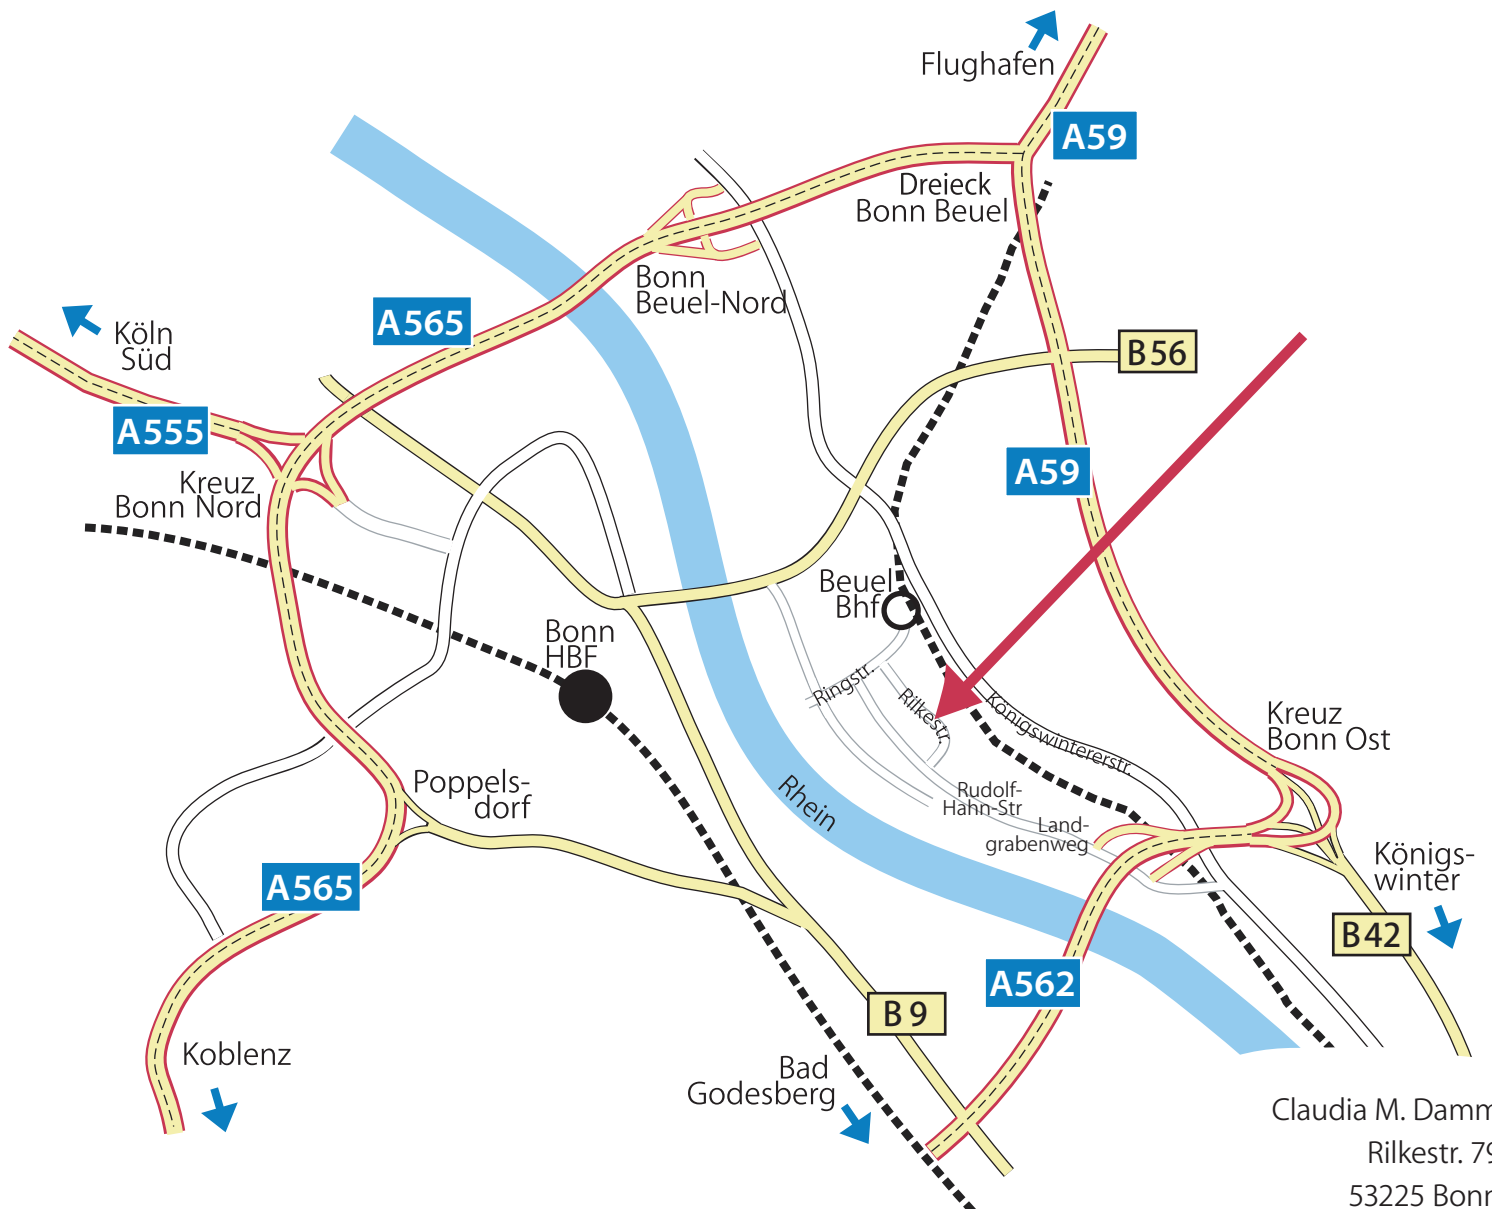 Flughafen
A59
Dreieck
Bonn Beuel
Bonn
Beuel-Nord
A565
Köln
Süd
B56
A555
A59
Kreuz
Bonn Nord
Beuel
Bhf
Bonn
HBF
Ringstr.
Rilkestr.
Königswintererstr.
Kreuz
Bonn Ost
Poppels-
dorf
Rhein
Rudolf-
Hahn-Str
Land-
grabenweg
Königs-
winter
A565
B42
A562
B 9
Koblenz
Bad
Godesberg
Claudia M. Damm
Rilkestr. 79
53225 Bonn